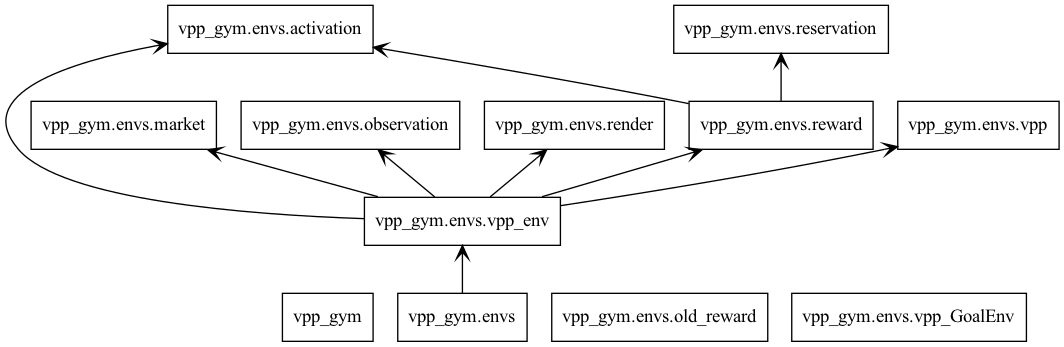 vpp_gym.envs.activation
vpp_gym.envs.reservation
vpp_gym.envs.market
vpp_gym.envs.observation
vpp_gym.envs.render
vpp_gym.envs.reward
vpp_gym.envs.vpp
vpp_gym.envs.vpp_env
vpp_gym
vpp_gym.envs
vpp_gym.envs.old_reward
vpp_gym.envs.vpp_GoalEnv